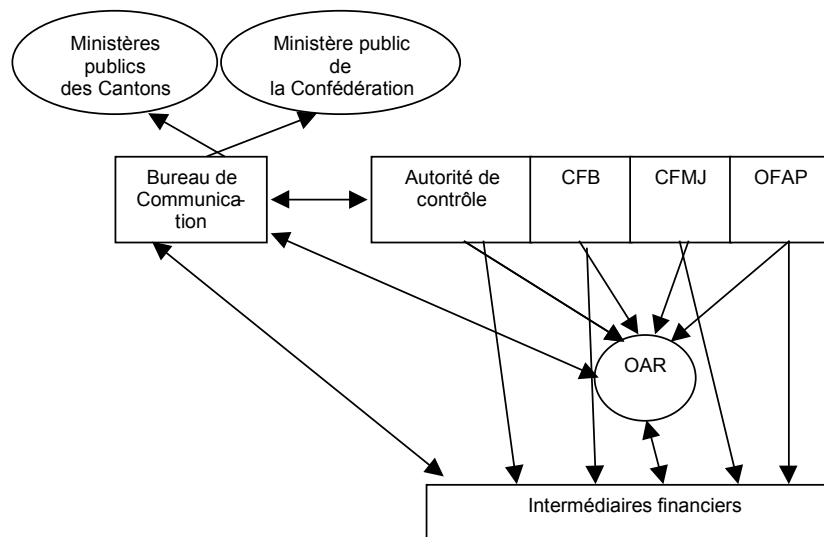 Ministères
publics
des Cantons
Ministère public
de
la Confédération
Bureau de
Communica-
tion
Autorité de
contrôle
CFB
CFMJ
OFAP
OAR
Intermédiaires financiers